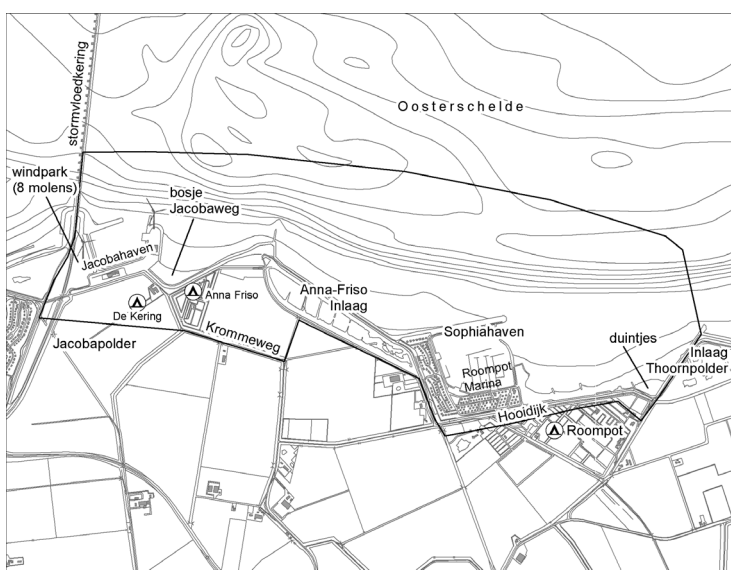 stormvloedkering
Oosterschelde
windpark
(8 molens)
bosje
Jacobaweg
Jacobahaven
De Kering
Anna Friso
Anna-Friso
Inlaag
Krommeweg
Jacobapolder
Sophiahaven
Roompot
Marina
Hooidijk
duintjes
Inlaag
Thoornpolder
Roompot